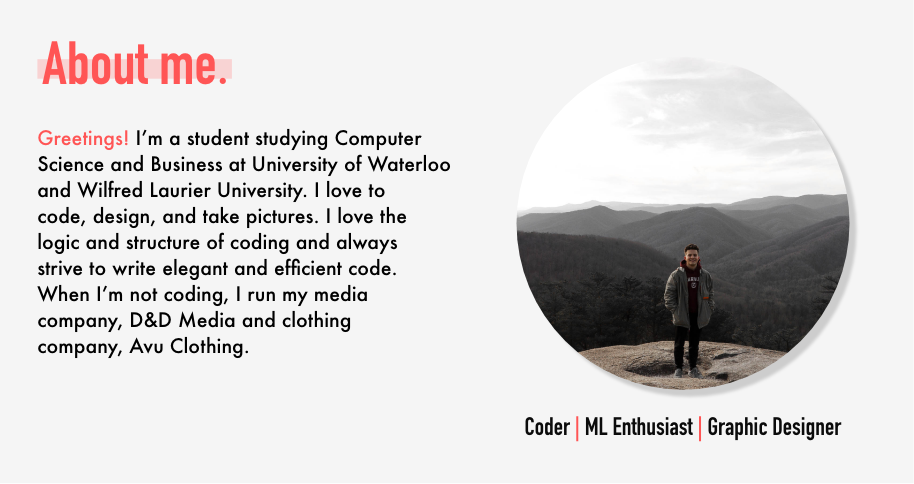 About me.
Greetings! I'm a student studying Computer
Science and Business at University of Waterloo
and Wilfred Laurier University. I love to
code, design, and take pictures. I love the
logic and structure of coding and always
strive to write elegant and efficient code.
When I'm not coding, I run my media
company, D&D Media and clothing
company, Avu Clothing.
Coder | ML Enthusiast | Graphic Designer